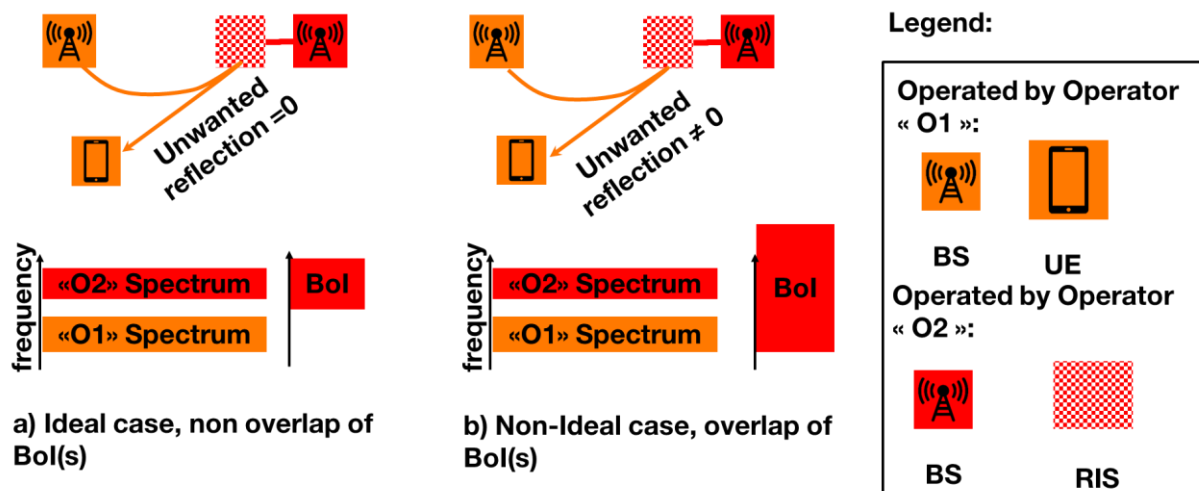 Unwanted
reflection =0
frequency
«O2» Spectrum
«O1» Spectrum
BoI
a) Ideal case, non overlap of
BoI(s)
Unwanted
reflection ≠ 0
frequency
«O2» Spectrum
«O1» Spectrum
BoI
b) Non-Ideal case, overlap of
BoI(s)
Legend:
Operated by Operator
« O1 »:
BS
UE
Operated by Operator
« O2 »:
BS
RIS